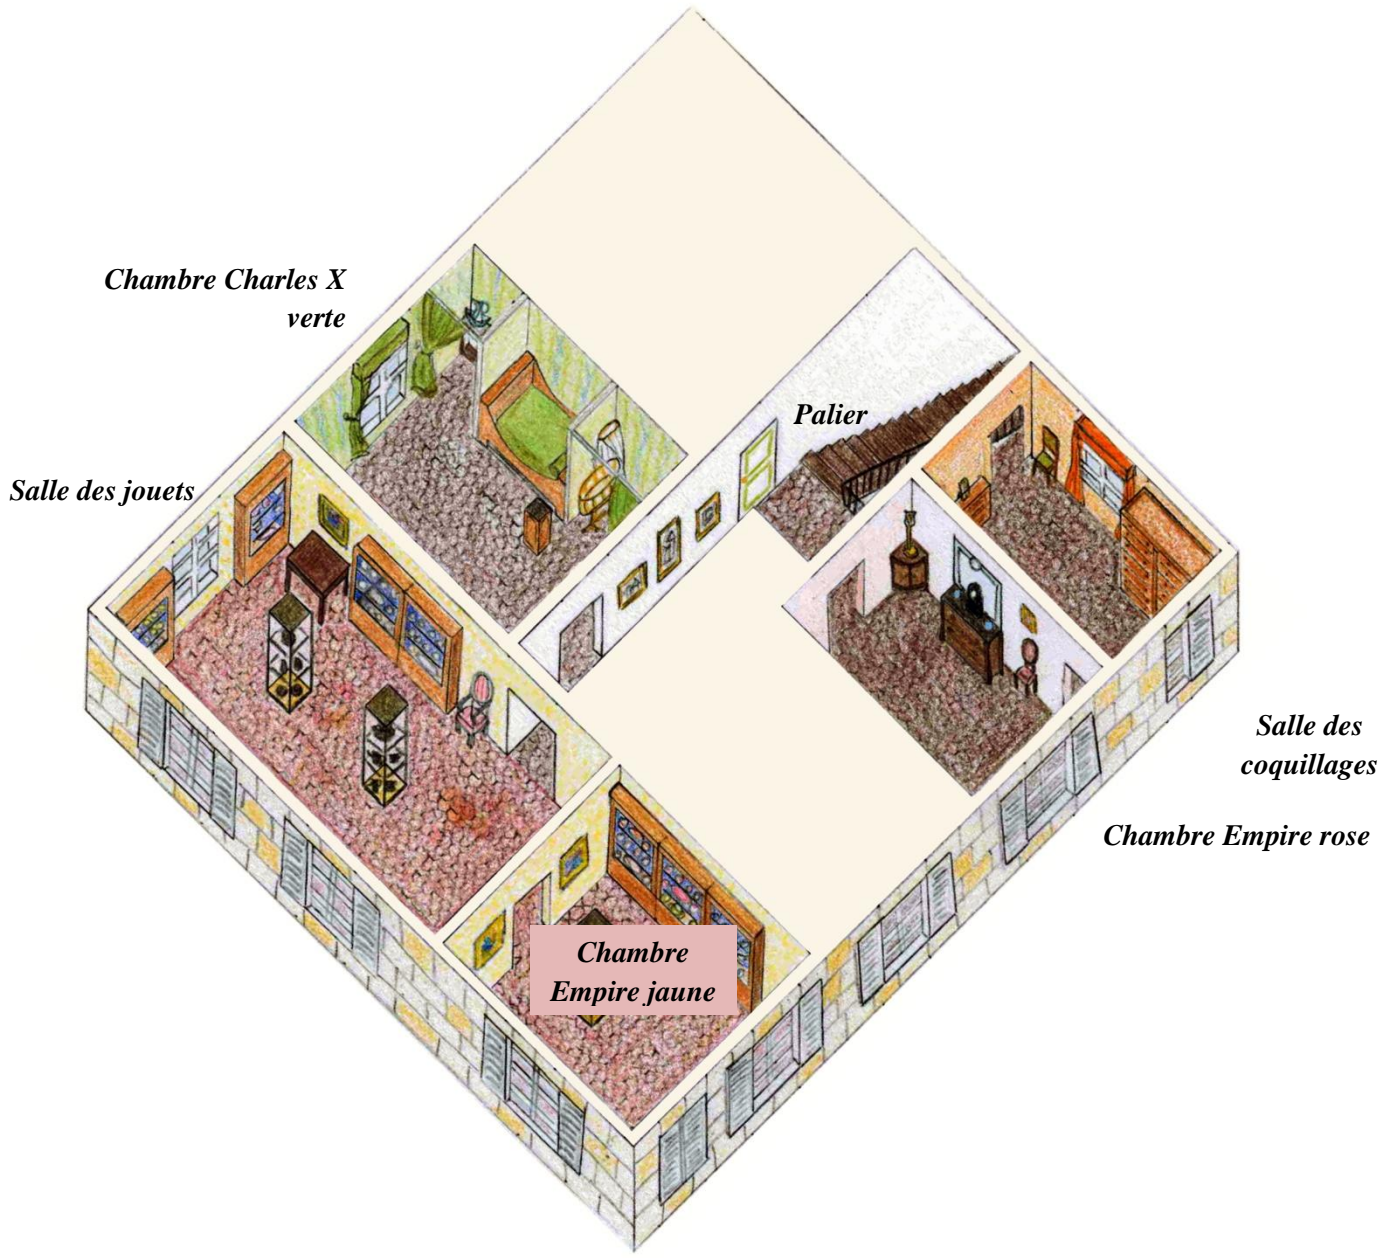 Chambre Charles X
verte
Palier
Salle des jouets
Salle des
coquillages
Chambre Empire rose
Chambre
Empire jaune